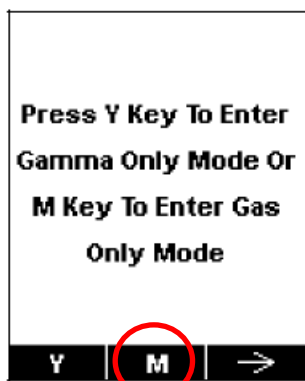 Press Y Key To Enter
Gamma Only Mode Or
M Key To Enter Gas
Only Mode
Y M ->